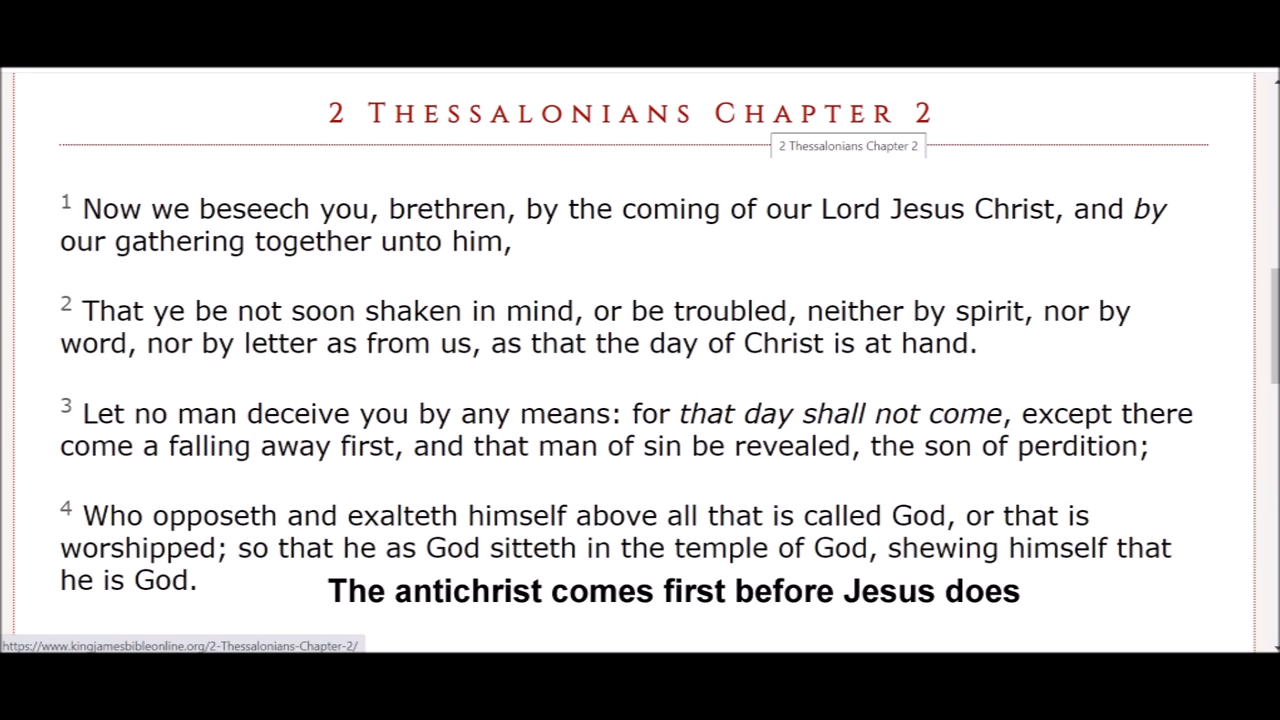 2 Thessalonians Chapter 2
2 Thessalonians Chapter 2
1 Now we beseech you, brethren, by the coming of our Lord Jesus Christ, and by
our gathering together unto him,
2 That ye be not soon shaken in mind, or be troubled, neither by spirit, nor by
word, nor by letter as from us, as that the day of Christ is at hand.
3 Let no man deceive you by any means: for that day shall not come, except there
come a falling away first, and that man of sin be revealed, the son of perdition;
4 Who opposeth and exalteth himself above all that is called God, or that is
worshipped; so that he as God sitteth in the temple of God, shewing himself that
he is God.
The antichrist comes first before Jesus does
https://www.kingjamesbibleonline.org/2-Thessalonians-Chapter-2/